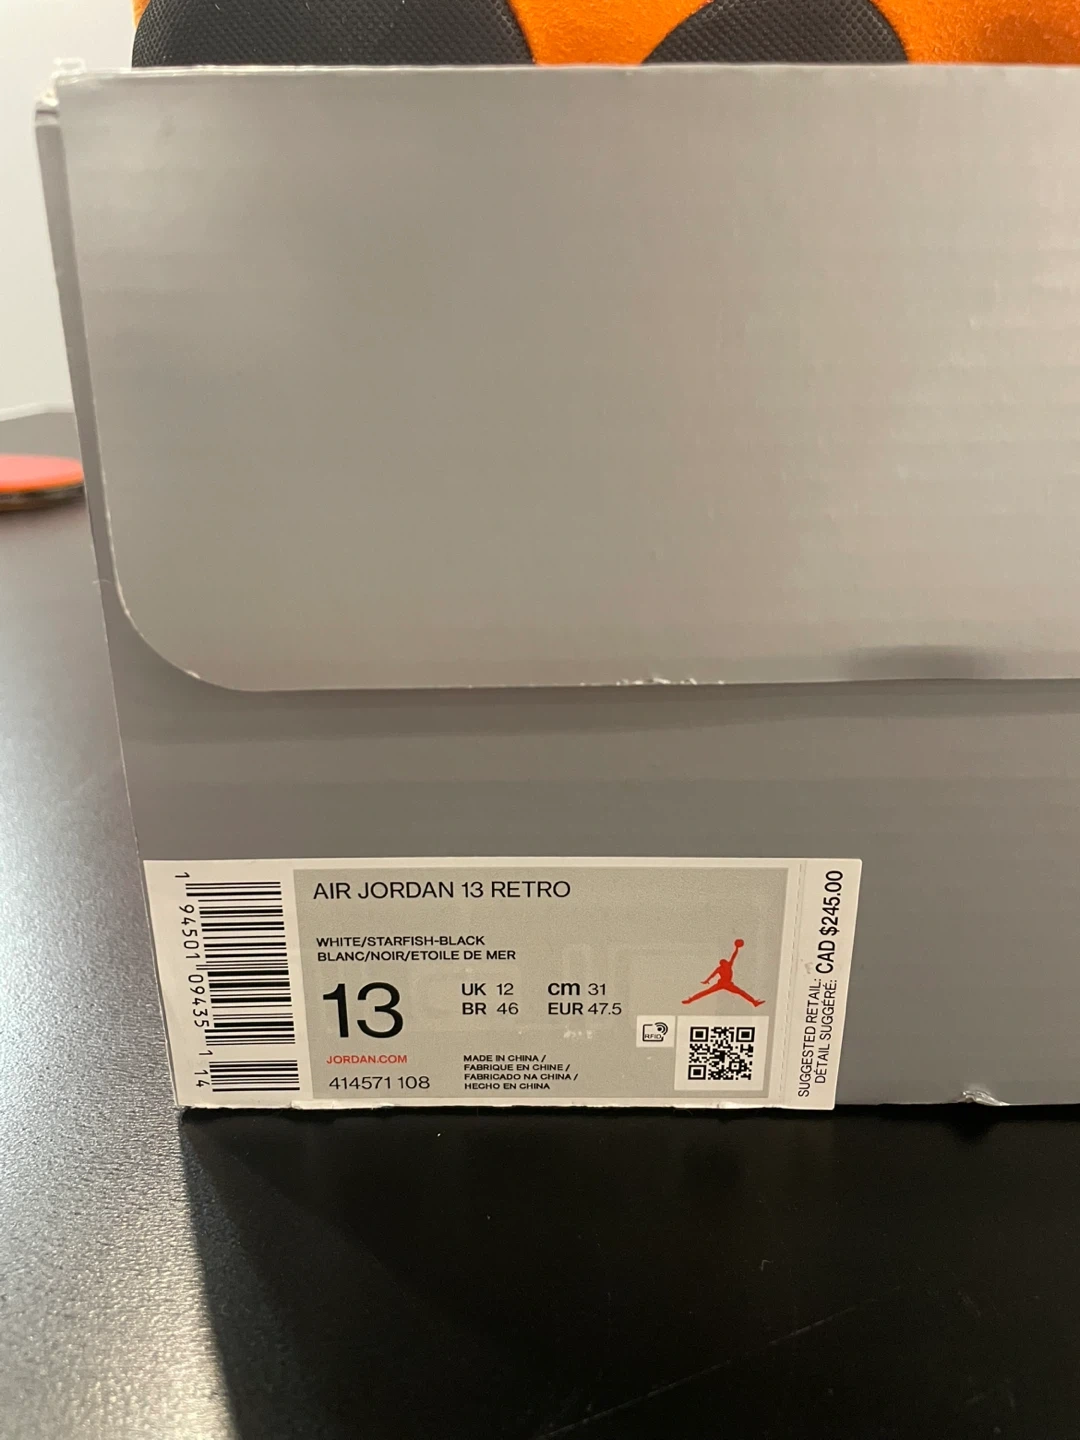 AIR JORDAN 13 RETRO
WHITE/STARFISH-BLACK
BLANC/NOIR/ETOILE DE MER
13
UK 12 cm 31
BR 46 EUR 47.5
RFID
JORDAN.COM
414571 108
MADE IN CHINA /
FABRIQUE EN CHINE /
FABRICADO NA CHINA /
HECHO EN CHINA
1 94501 09435 1 14
SUGGESTED RETAIL:
DÉTAIL SUGGÉRÉ: CAD $245.00